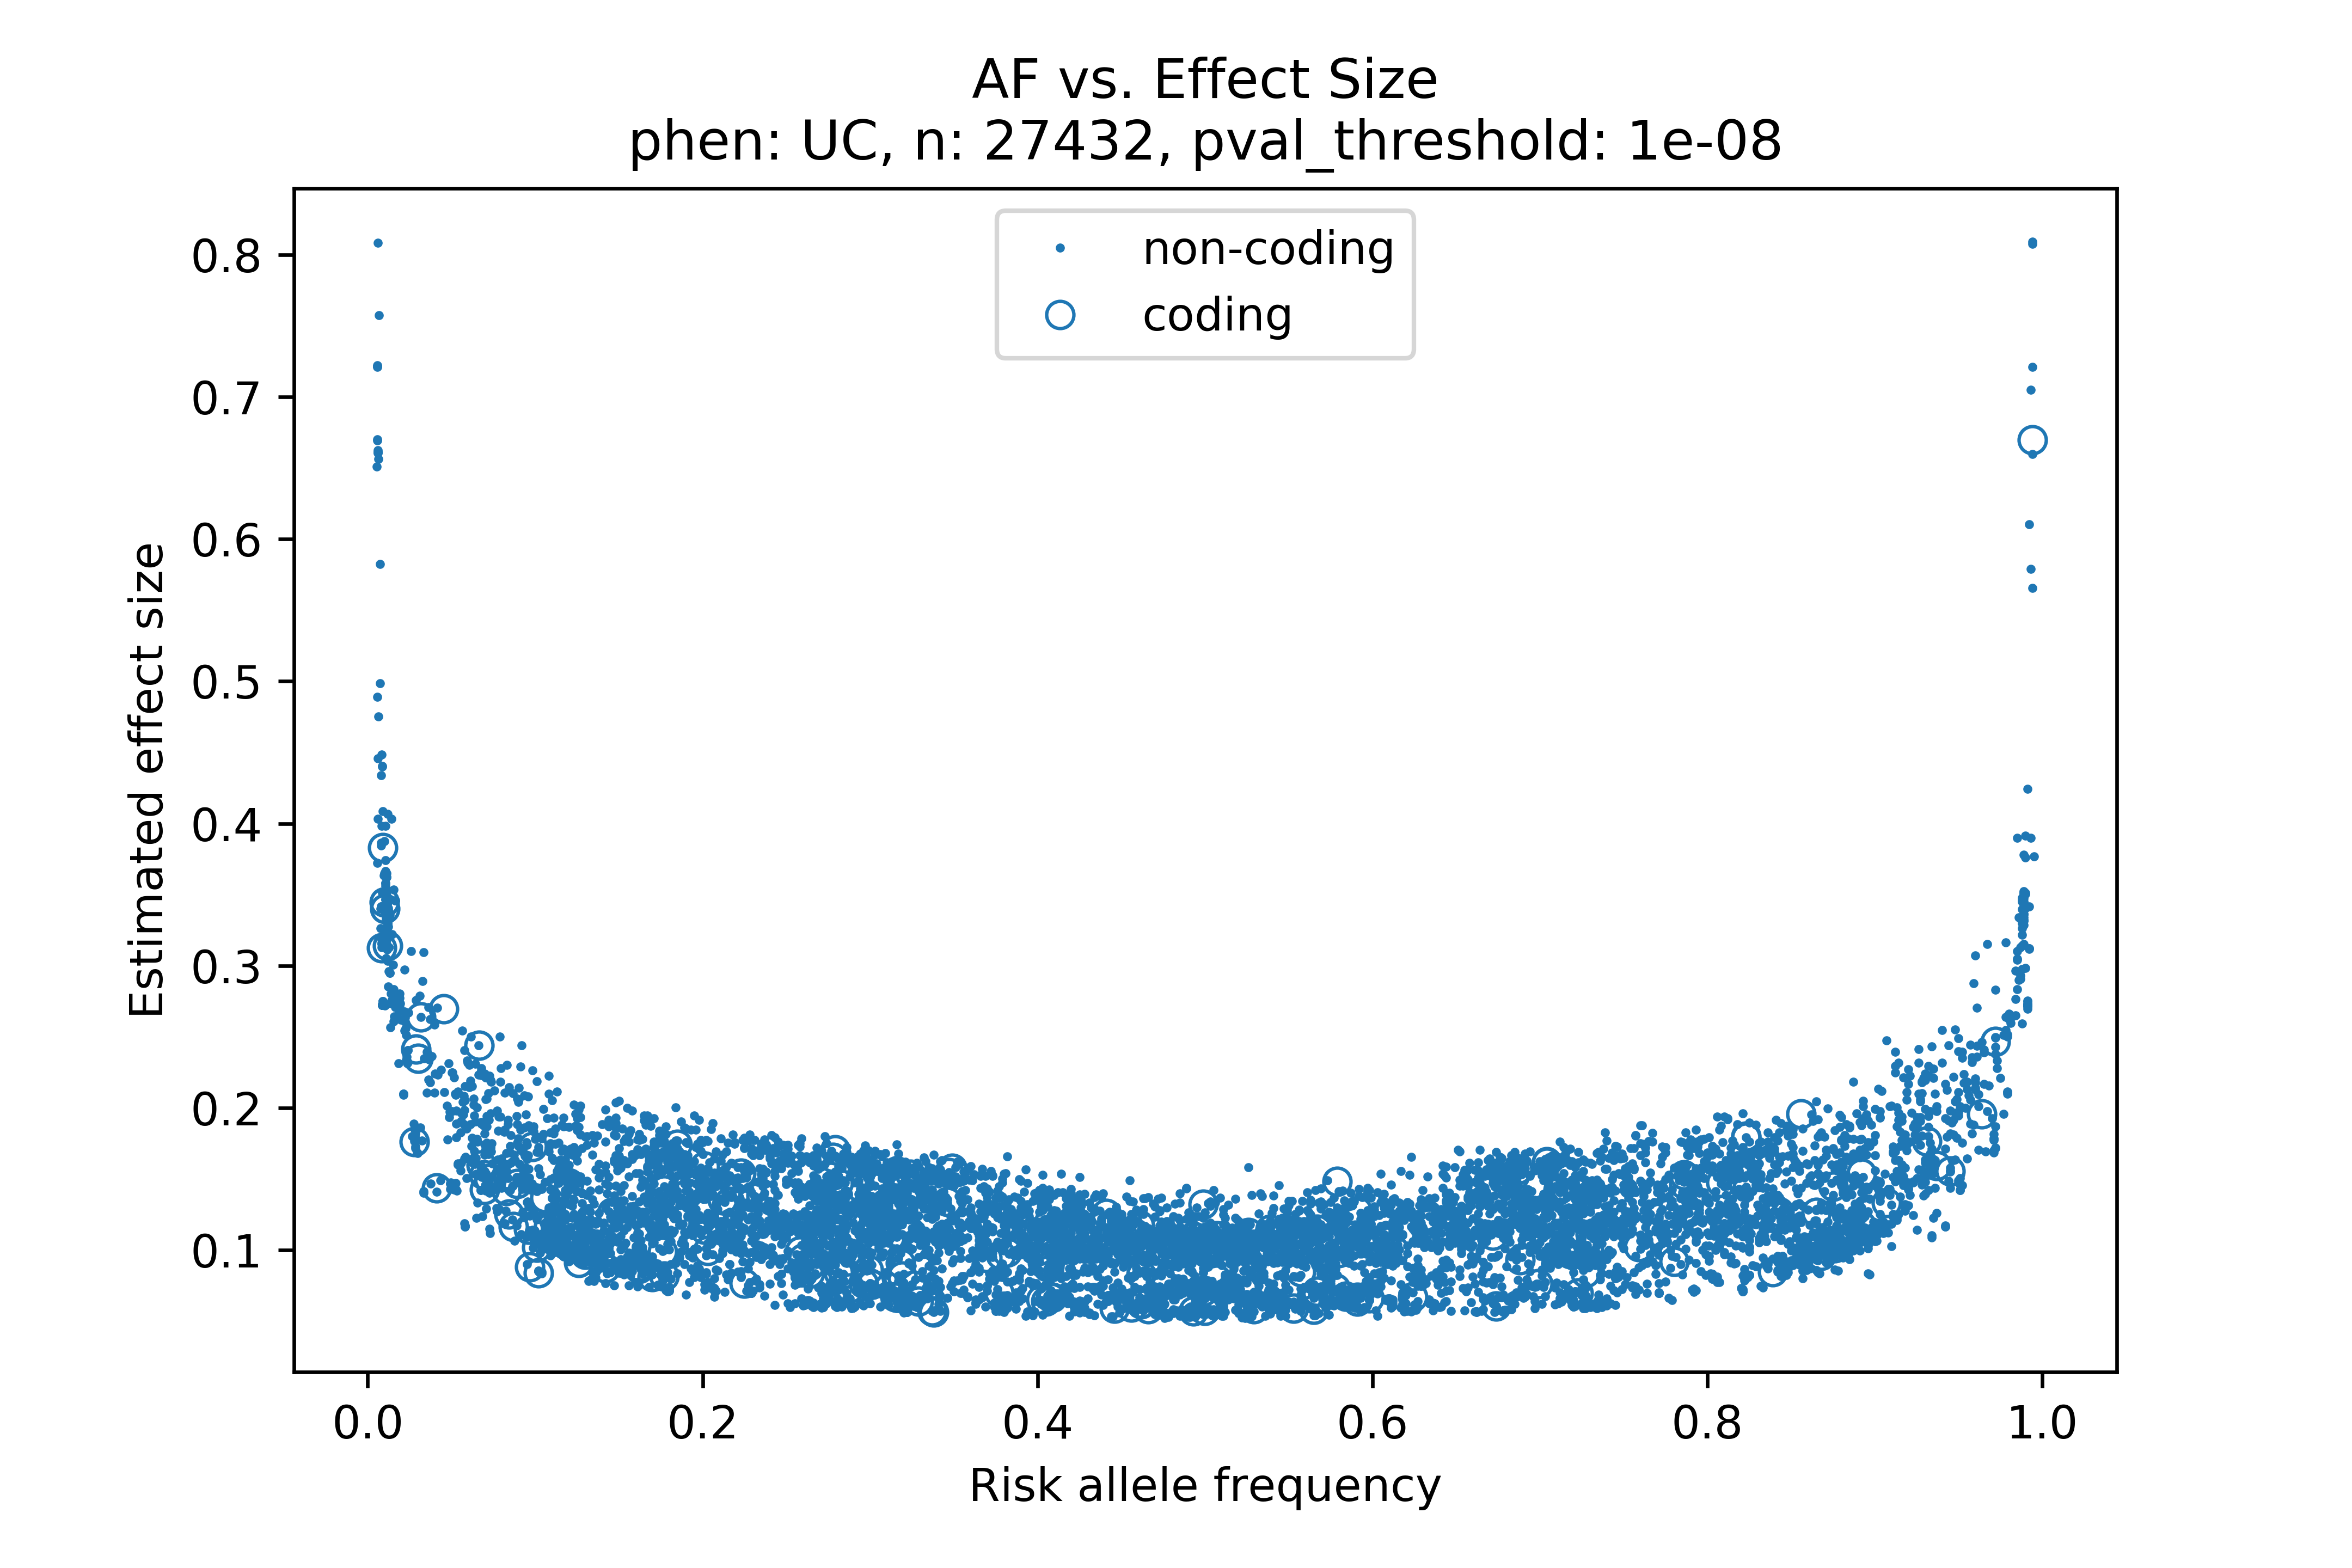 AF vs. Effect Size
phen: UC, n: 27432, pval_threshold: 1e-08
non-coding
coding
Estimated effect size
0.8
0.7
0.6
0.5
0.4
0.3
0.2
0.1
0.0 0.2 0.4 0.6 0.8 1.0
Risk allele frequency